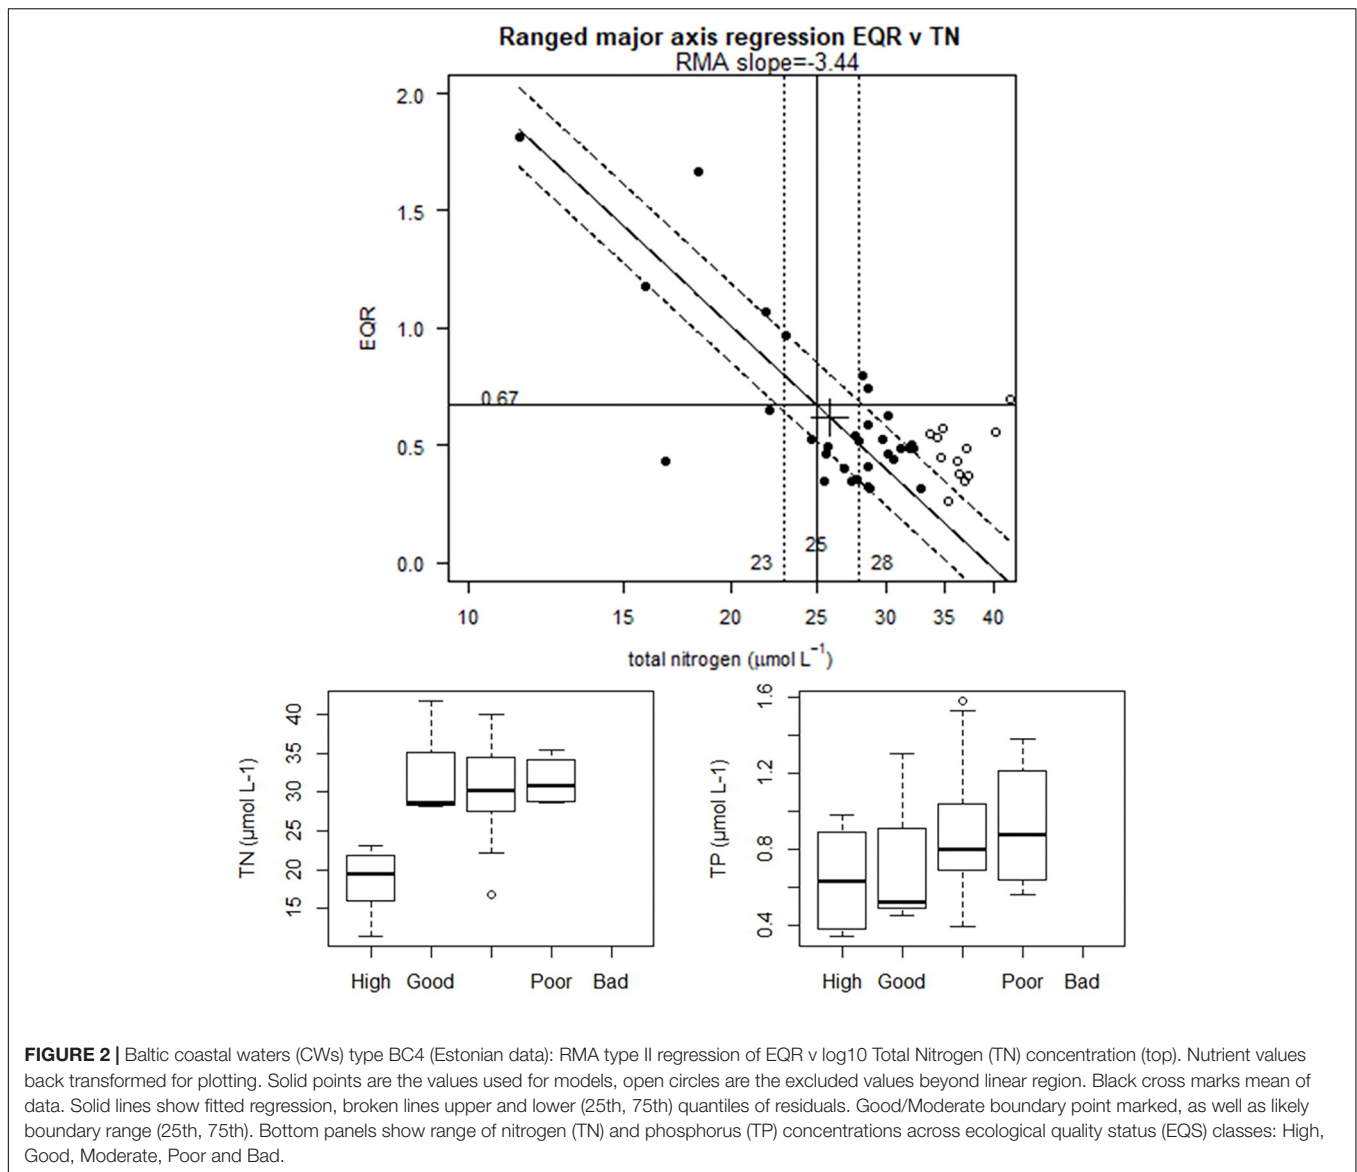 Ranged major axis regression EQR v TN
RMA slope=-3.44
2.0
1.5
1.0
0.5
0.0
EQR
0.67
23
25
28
10 15 20 25 30 35 40
total nitrogen (µmol L⁻¹)
40
35
30
25
20
15
TN (µmol L-1)
High Good Poor Bad
1.6
1.2
0.8
0.4
TP (µmol L-1)
High Good Poor Bad
FIGURE 2 | Baltic coastal waters (CWs) type BC4 (Estonian data): RMA type II regression of EQR v log10 Total Nitrogen (TN) concentration (top). Nutrient values
back transformed for plotting. Solid points are the values used for models, open circles are the excluded values beyond linear region. Black cross marks mean of
data. Solid lines show fitted regression, broken lines upper and lower (25th, 75th) quantiles of residuals. Good/Moderate boundary point marked, as well as likely
boundary range (25th, 75th). Bottom panels show range of nitrogen (TN) and phosphorus (TP) concentrations across ecological quality status (EQS) classes: High,
Good, Moderate, Poor and Bad.